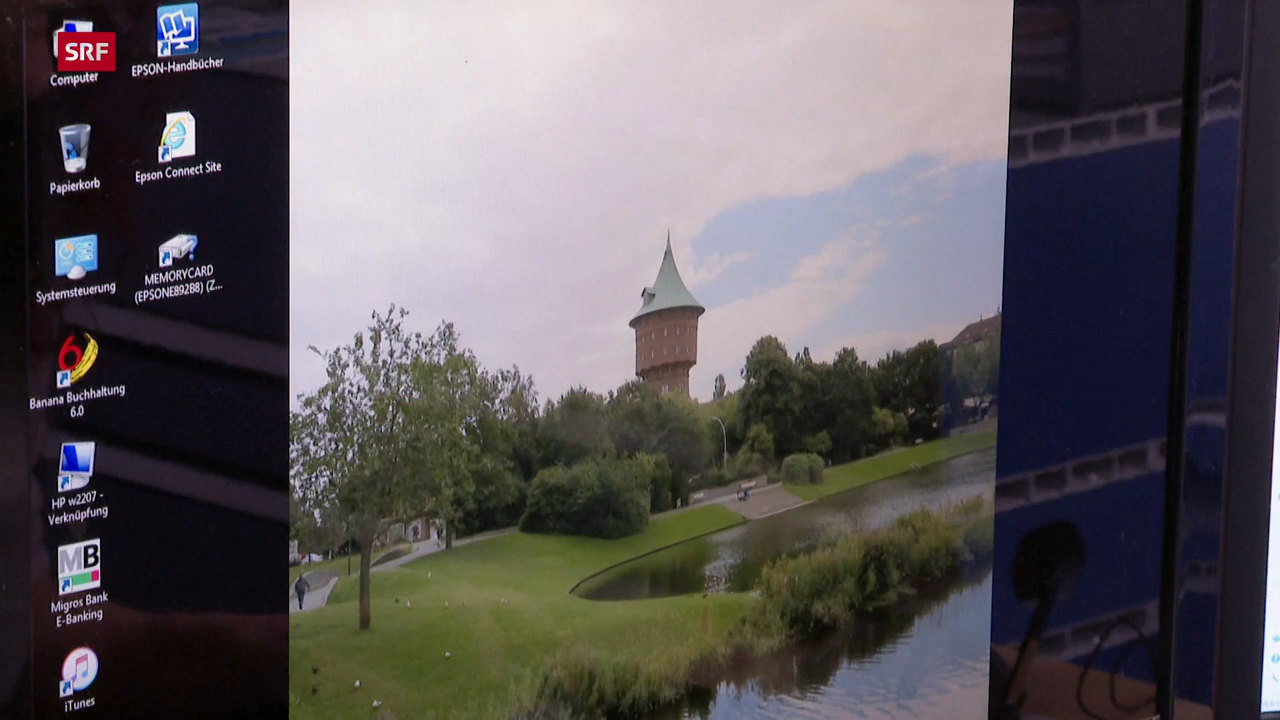 SRF
Computer
EPSON-Handbücher
Papierkorb
Epson Connect Site
Systemsteuerung
MEMORYCARD
(EPSONE892B8) (Z...
6
Banana Buchhaltung
6.0
HP w2207 -
Verknüpfung
MB
Migros Bank
E-Banking
iTunes